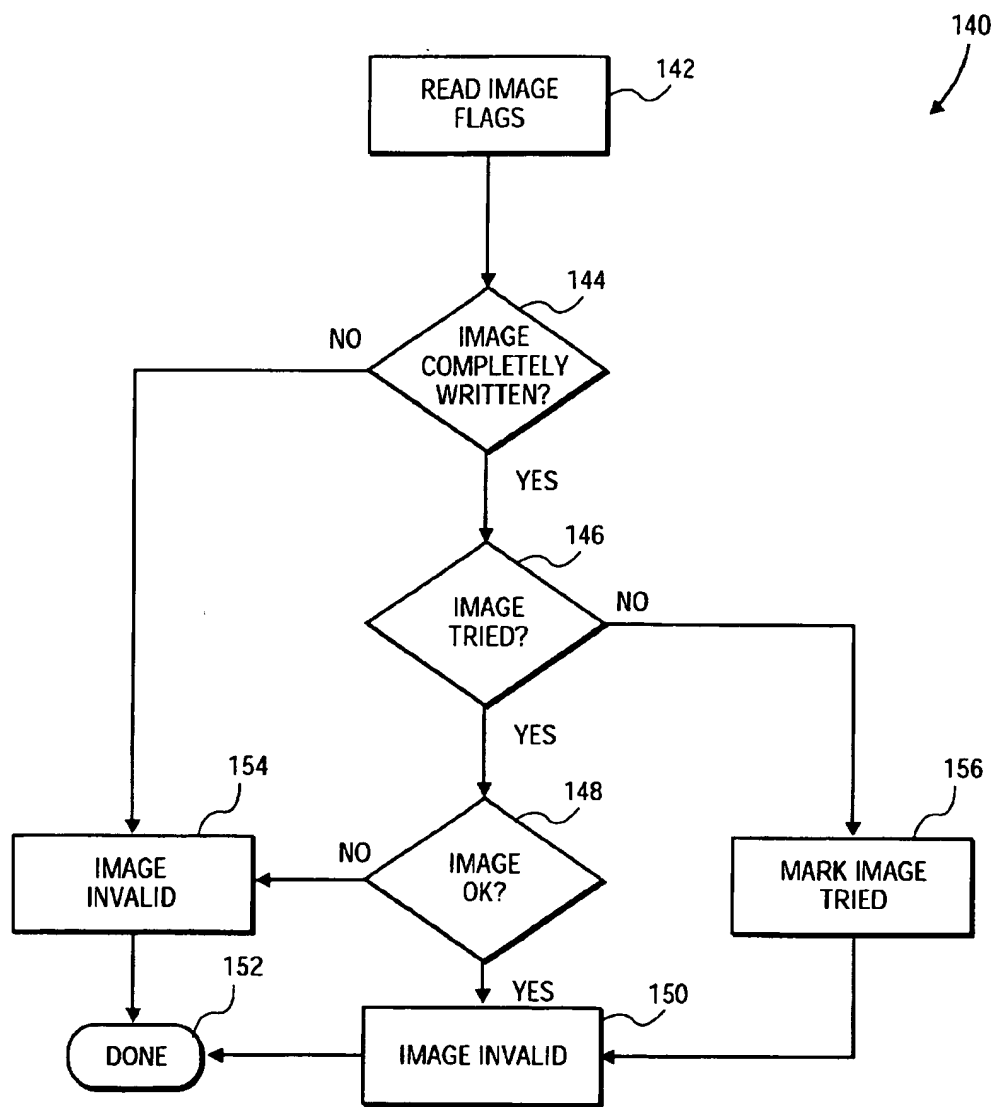 140
READ IMAGE
FLAGS
142
144
IMAGE
COMPLETELY
WRITTEN?
NO
YES
146
IMAGE
TRIED?
NO
YES
154
148
156
IMAGE
INVALID
NO
IMAGE
OK?
MARK IMAGE
TRIED
152
YES
150
DONE
IMAGE INVALID